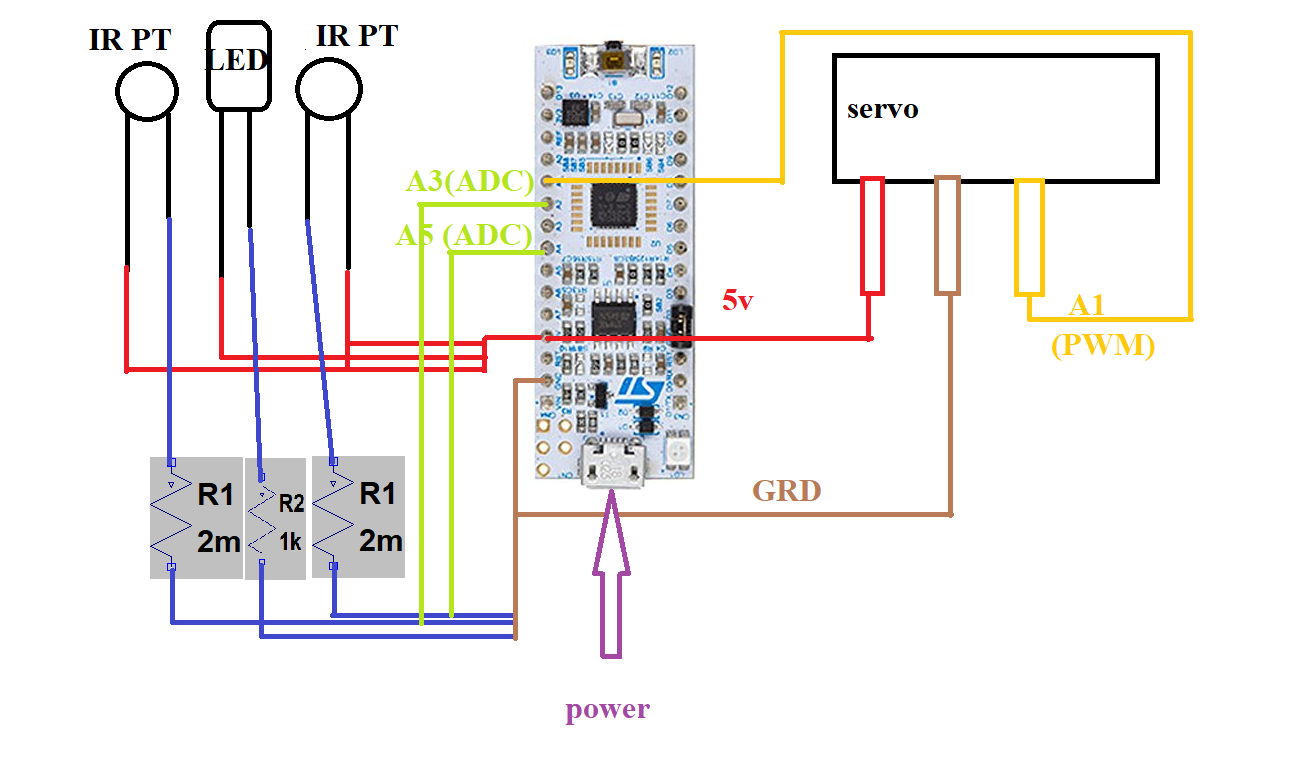 IR PT
LED
IR PT
servo
A3(ADC)
A5 (ADC)
5v
A1
(PWM)
R1
2m
R2
1k
R1
2m
GRD
power